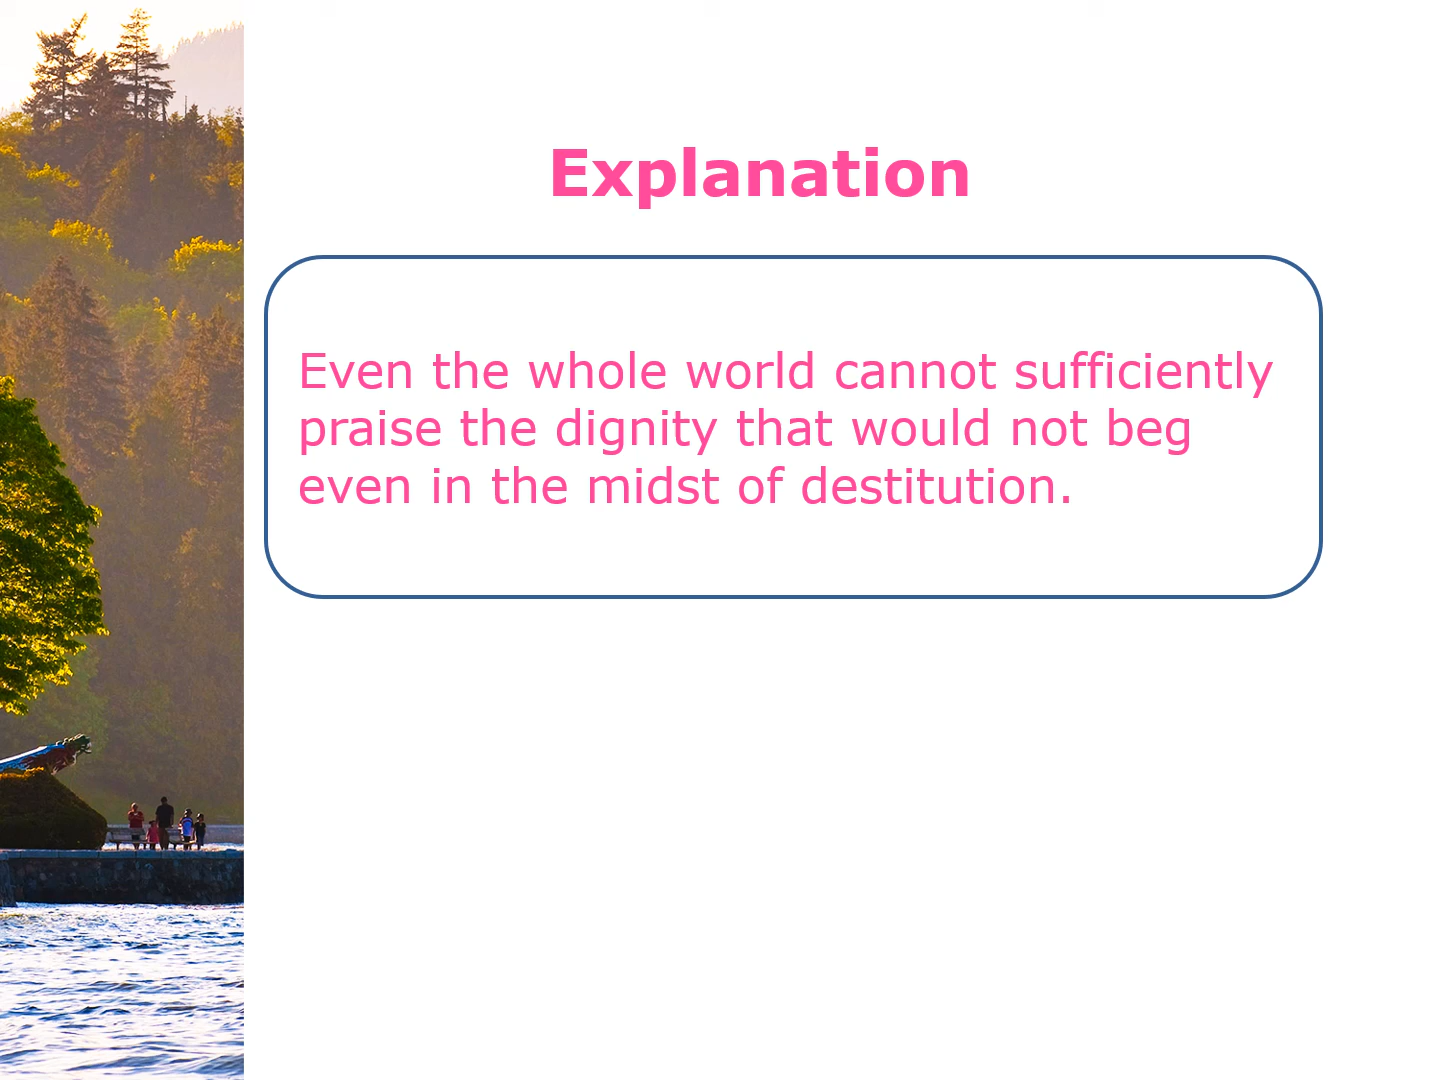 Explanation
Even the whole world cannot sufficiently
praise the dignity that would not beg
even in the midst of destitution.